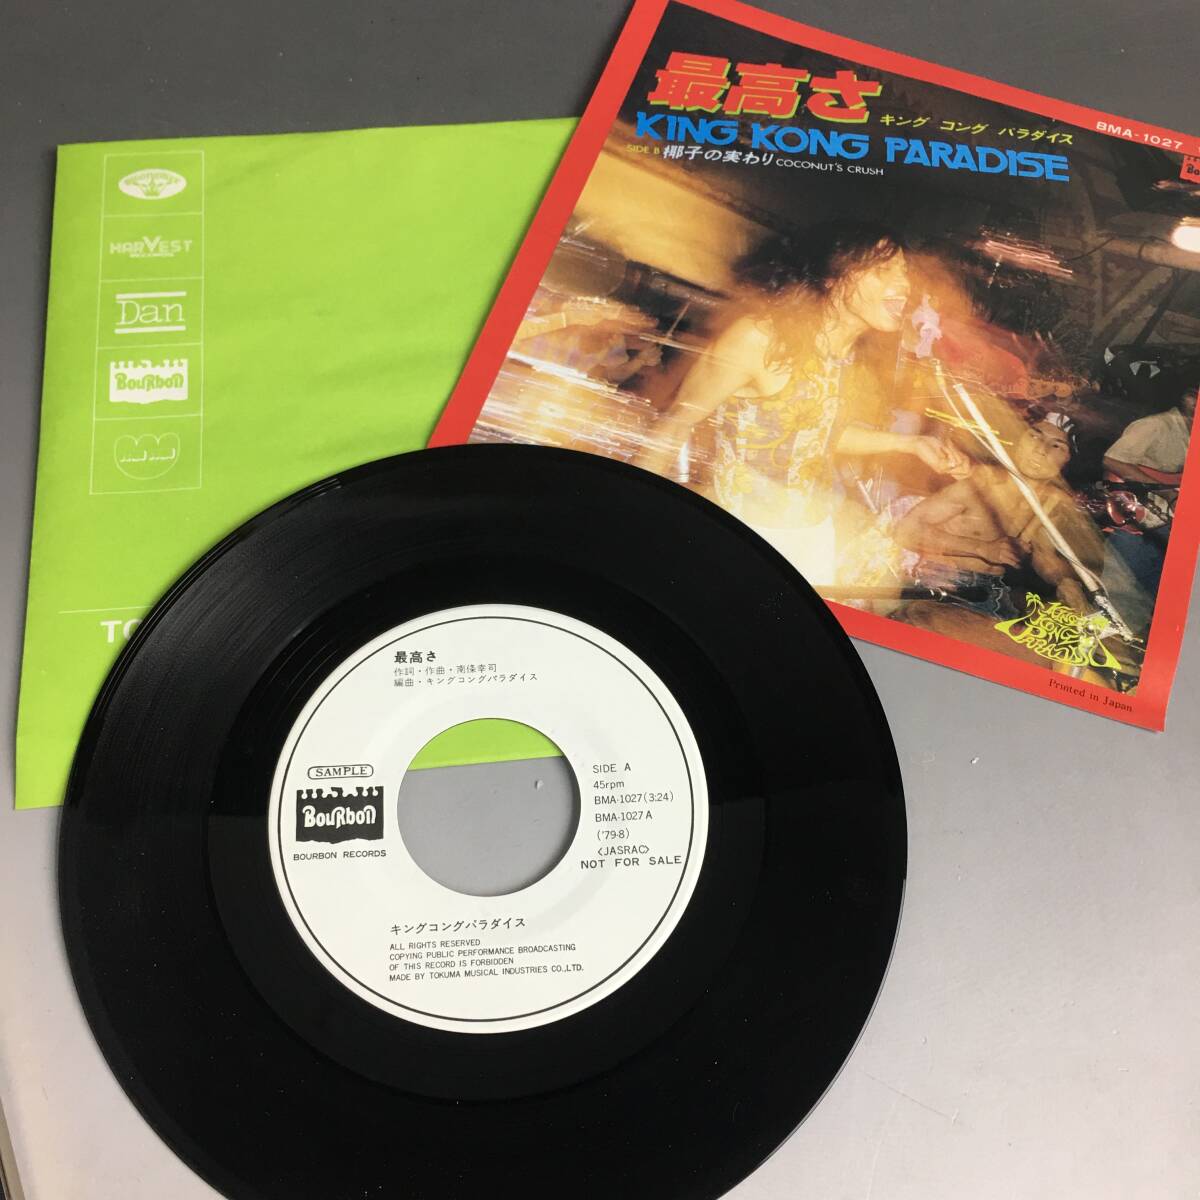 HARVEST
Dan
BOURBON
TO
最高さ
キング コング パラダイス
KING KONG PARADISE
SIDE B 椰子の実わり COCONUT'S CRUSH
BMA-1027
KING
KONG
PARADISE
Printed in Japan
最高さ
作詞・作曲・南條幸司
編曲・キングコングパラダイス
SAMPLE
BOURBON
BOURBON RECORDS
SIDE A
45rpm
BMA-1027(3:24)
BMA-1027 A
('79-8)
<JASRAC>
NOT FOR SALE
キングコングパラダイス
ALL RIGHTS RESERVED
COPYING PUBLIC PERFORMANCE BROADCASTING
OF THIS RECORD IS FORBIDDEN
MADE BY TOKUMA MUSICAL INDUSTRIES CO.,LTD.